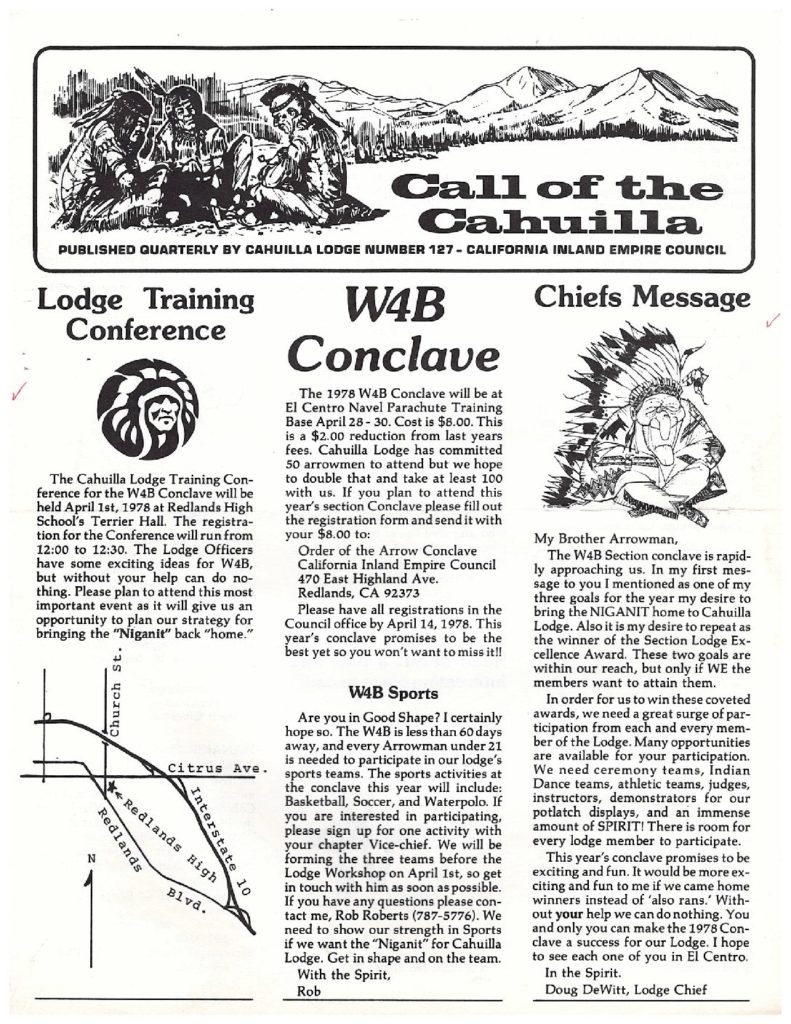 Call of the
Cahuilla
PUBLISHED QUARTERLY BY CAHUILLA LODGE NUMBER 127 - CALIFORNIA INLAND EMPIRE COUNCIL
Lodge Training
Conference
The Cahuilla Lodge Training Con-
ference for the W4B Conclave will be
held April 1st, 1978 at Redlands High
School's Terrier Hall. The registra-
tion for the Conference will run from
12:00 to 12:30. The Lodge Officers
have some exciting ideas for W4B,
but without your help can do no-
thing. Please plan to attend this most
important event as it will give us an
opportunity to plan our strategy for
bringing the "Niganit" back "home."
Church St.
Citrus Ave.
Interstate 10
Redlands High
Redlands
Blvd.
N
W4B
Conclave
The 1978 W4B Conclave will be at
El Centro Navel Parachute Training
Base April 28 - 30. Cost is $8.00. This
is a $2.00 reduction from last years
fees. Cahuilla Lodge has committed
50 arrowmen to attend but we hope
to double that and take at least 100
with us. If you plan to attend this
year's section Conclave please fill out
the registration form and send it with
your $8.00 to:
Order of the Arrow Conclave
California Inland Empire Council
470 East Highland Ave.
Redlands, CA 92373
Please have all registrations in the
Council office by April 14, 1978. This
year's conclave promises to be the
best yet so you won't want to miss it!!
W4B Sports
Are you in Good Shape? I certainly
hope so. The W4B is less than 60 days
away, and every Arrowman under 21
is needed to participate in our lodge's
sports teams. The sports activities at
the conclave this year will include:
Basketball, Soccer, and Waterpolo. If
you are interested in participating,
please sign up for one activity with
your chapter Vice-chief. We will be
forming the three teams before the
Lodge Workshop on April 1st, so get
in touch with him as soon as possible.
If you have any questions please con-
tact me, Rob Roberts (787-5776). We
need to show our strength in Sports
if we want the "Niganit" for Cahuilla
Lodge. Get in shape and on the team.
With the Spirit,
Rob
Chiefs Message
My Brother Arrowman,
The W4B Section conclave is rapid-
ly approaching us. In my first mes-
sage to you I mentioned as one of my
three goals for the year my desire to
bring the NIGANIT home to Cahuilla
Lodge. Also it is my desire to repeat as
the winner of the Section Lodge Ex-
cellence Award. These two goals are
within our reach, but only if WE the
members want to attain them.
In order for us to win these coveted
awards, we need a great surge of par-
ticipation from each and every mem-
ber of the Lodge. Many opportunities
are available for your participation.
We need ceremony teams, Indian
Dance teams, athletic teams, judges,
instructors, demonstrators for our
potlatch displays, and an immense
amount of SPIRIT! There is room for
every lodge member to participate.
This year's conclave promises to be
exciting and fun. It would be more ex-
citing and fun to me if we came home
winners instead of 'also rans.' With-
out your help we can do nothing. You
and only you can make the 1978 Con-
clave a success for our Lodge. I hope
to see each one of you in El Centro.
In the Spirit.
Doug DeWitt, Lodge Chief